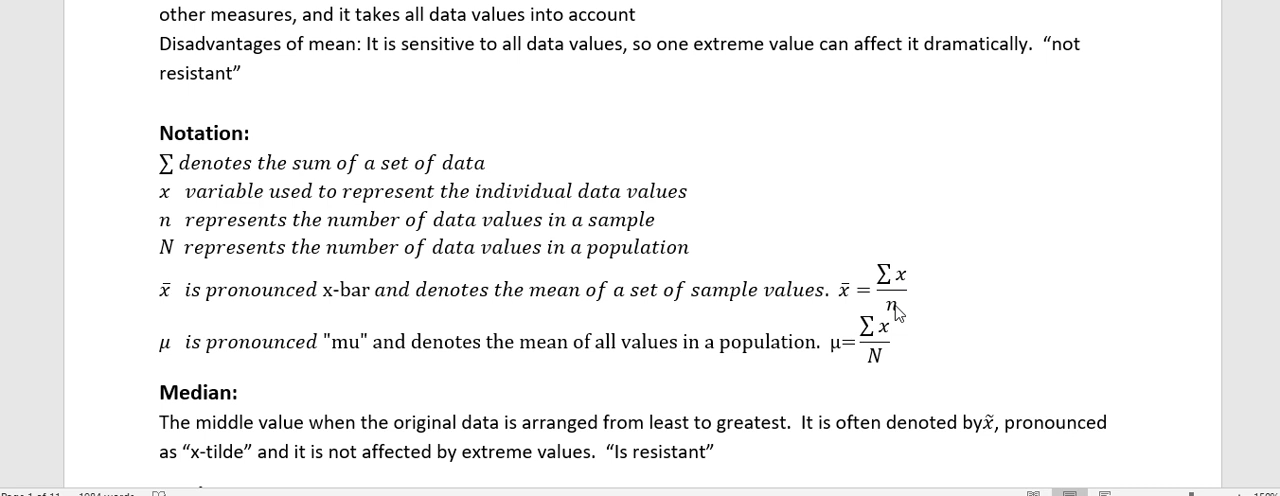 other measures, and it takes all data values into account
Disadvantages of mean: It is sensitive to all data values, so one extreme value can affect it dramatically.  “not
resistant”
Notation:
∑ denotes the sum of a set of data
x  variable used to represent the individual data values
n  represents the number of data values in a sample
N  represents the number of data values in a population
x̄  is pronounced x-bar and denotes the mean of a set of sample values. x̄ = ∑x / n
μ  is pronounced "mu" and denotes the mean of all values in a population.  μ= ∑x / N
Median:
The middle value when the original data is arranged from least to greatest.  It is often denoted byx̃, pronounced
as “x-tilde” and it is not affected by extreme values.  “Is resistant”